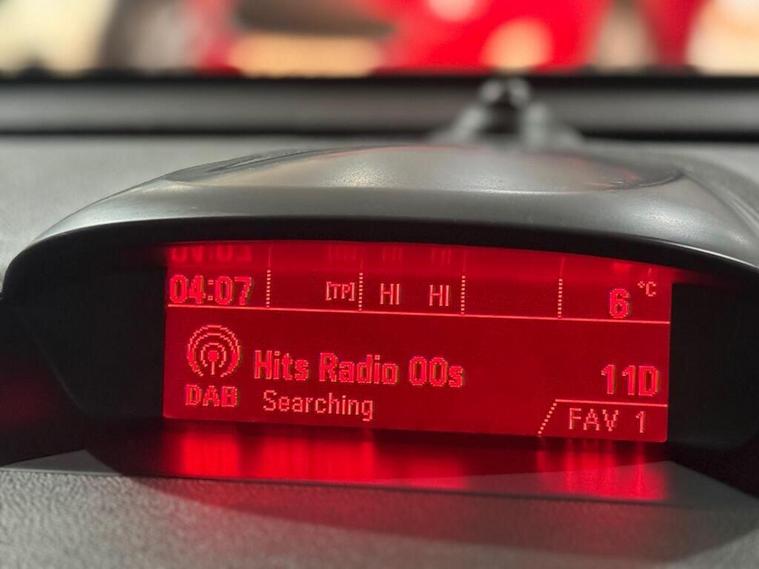 04:07 [TP] HI HI 6 °C
Hits Radio 00s 11D
DAB Searching FAV 1